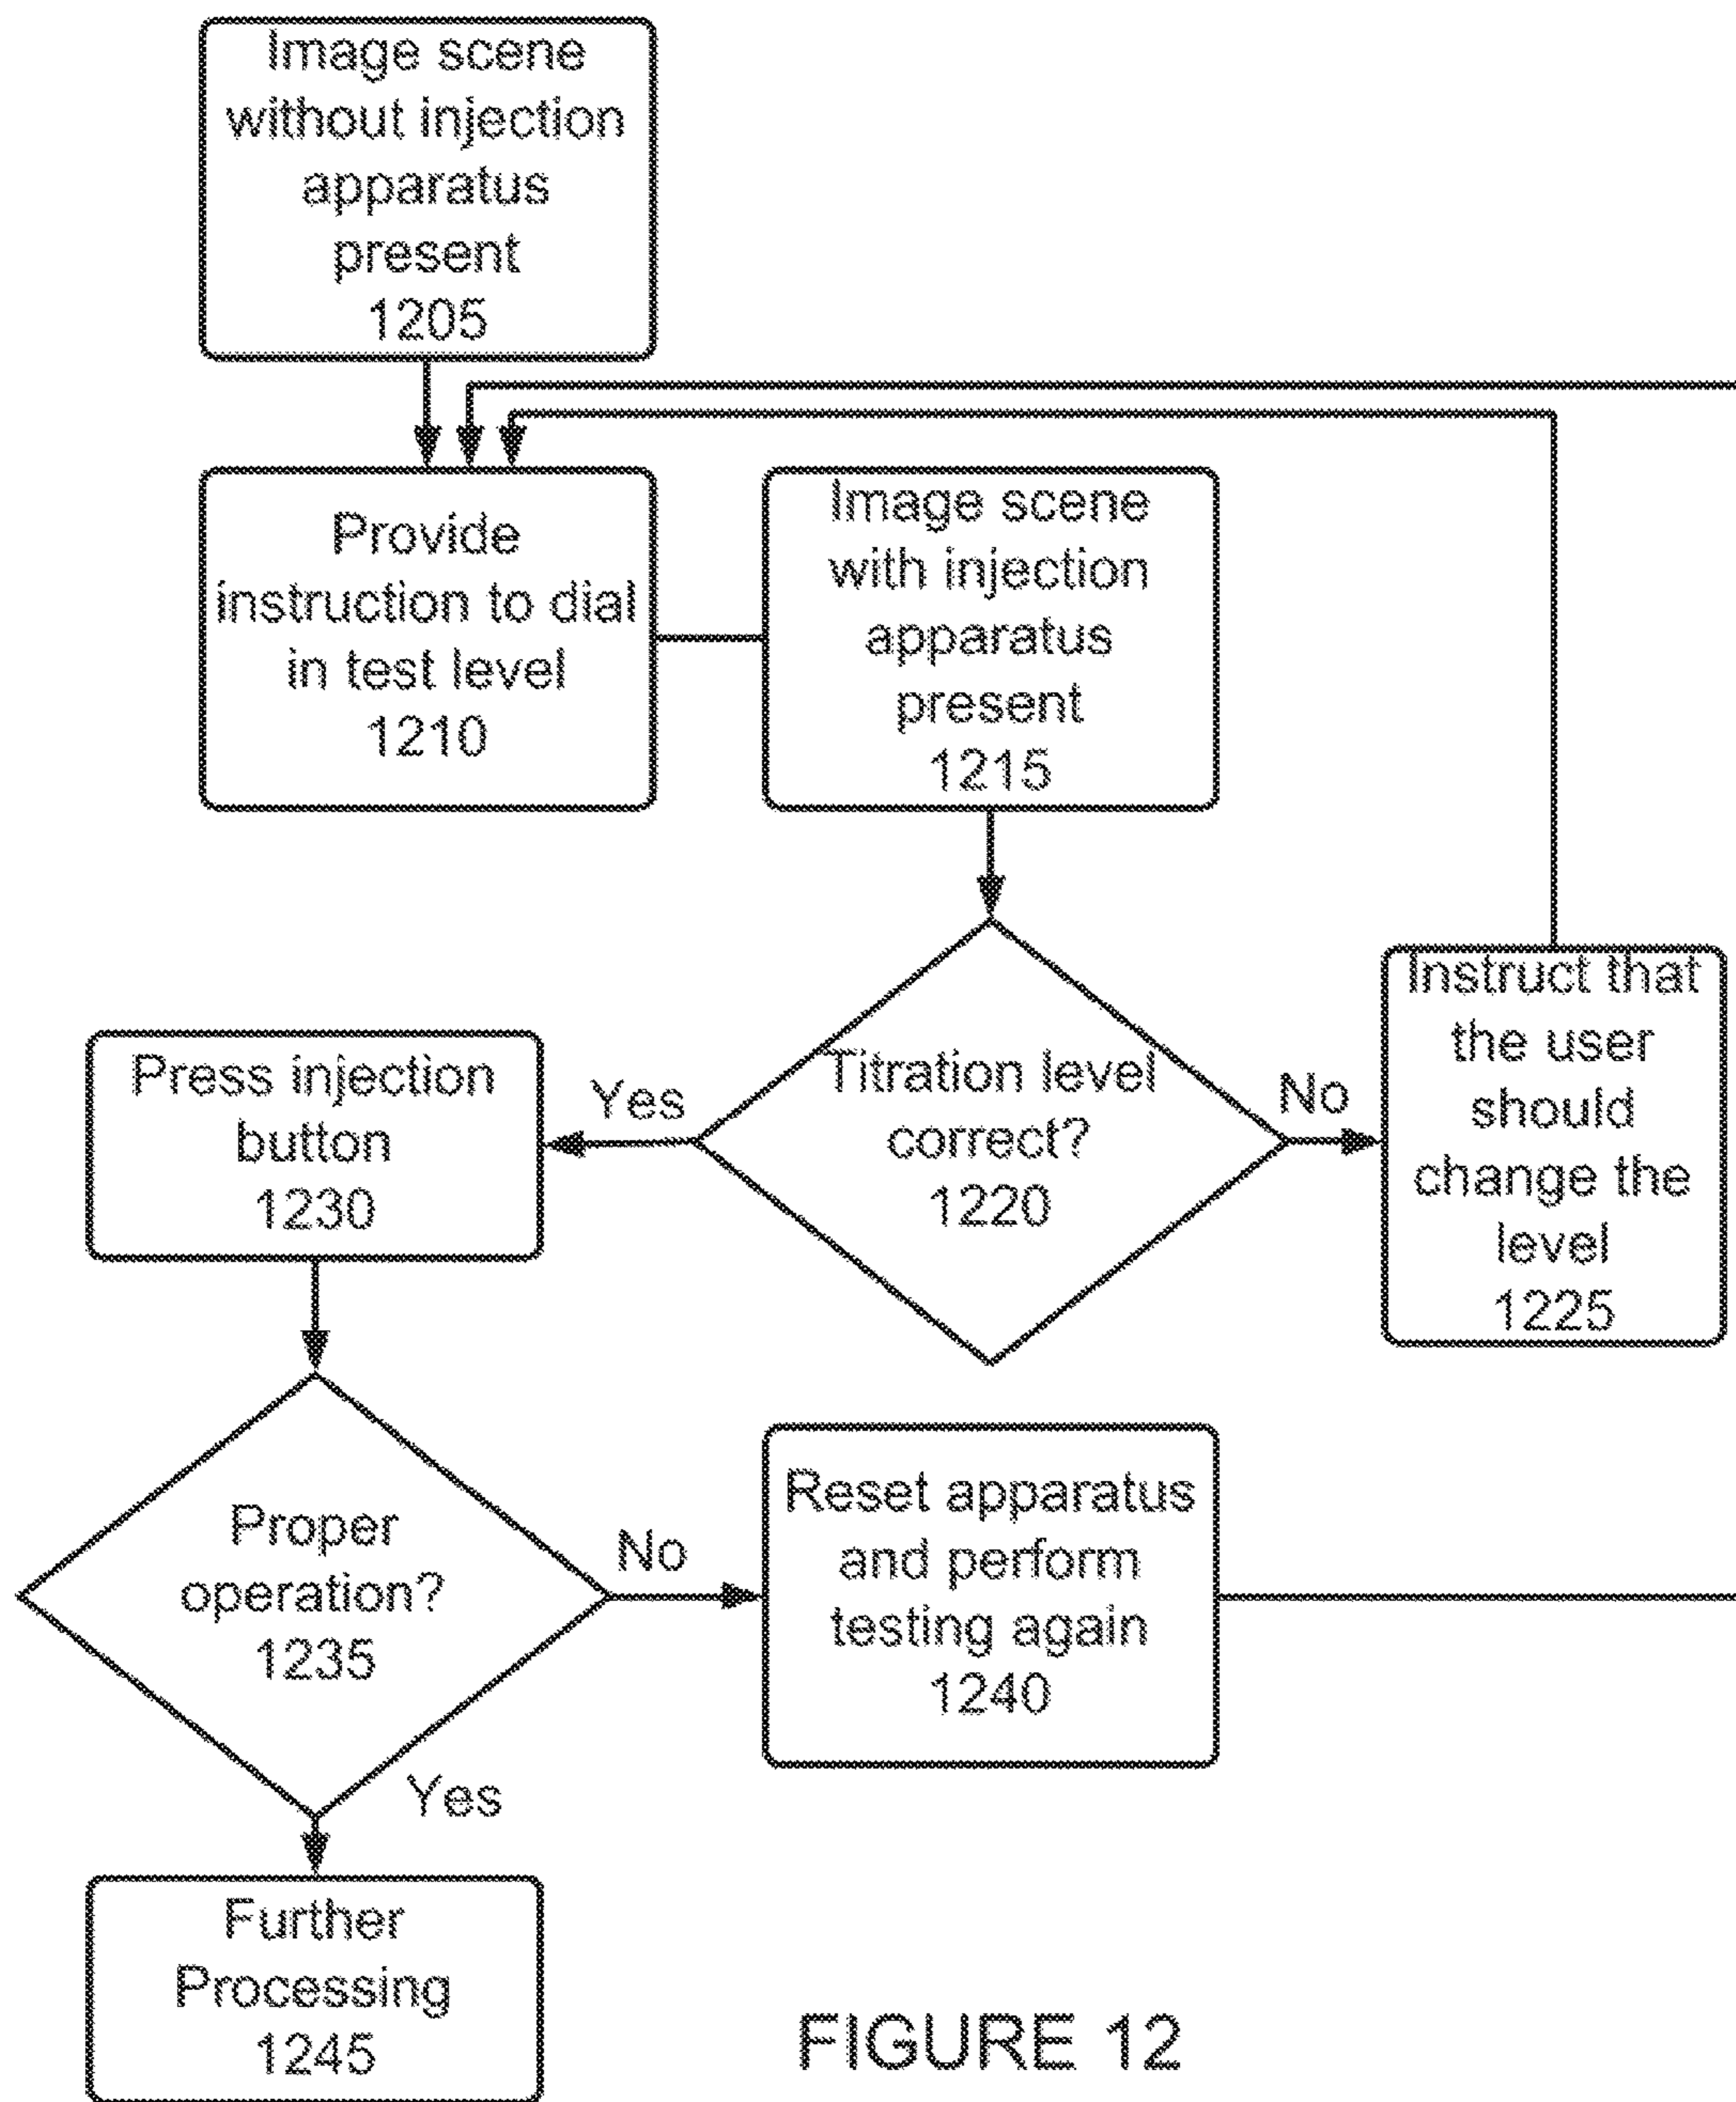 Image scene
without injection
apparatus
present
1205
Provide
instruction to dial
in test level
1210
Image scene
with injection
apparatus
present
1215
Titration level
correct?
1220
No
Instruct that
the user
should
change the
level
1225
Yes
Press injection
button
1230
Proper
operation?
1235
No
Reset apparatus
and perform
testing again
1240
Yes
Further
Processing
1245
FIGURE 12